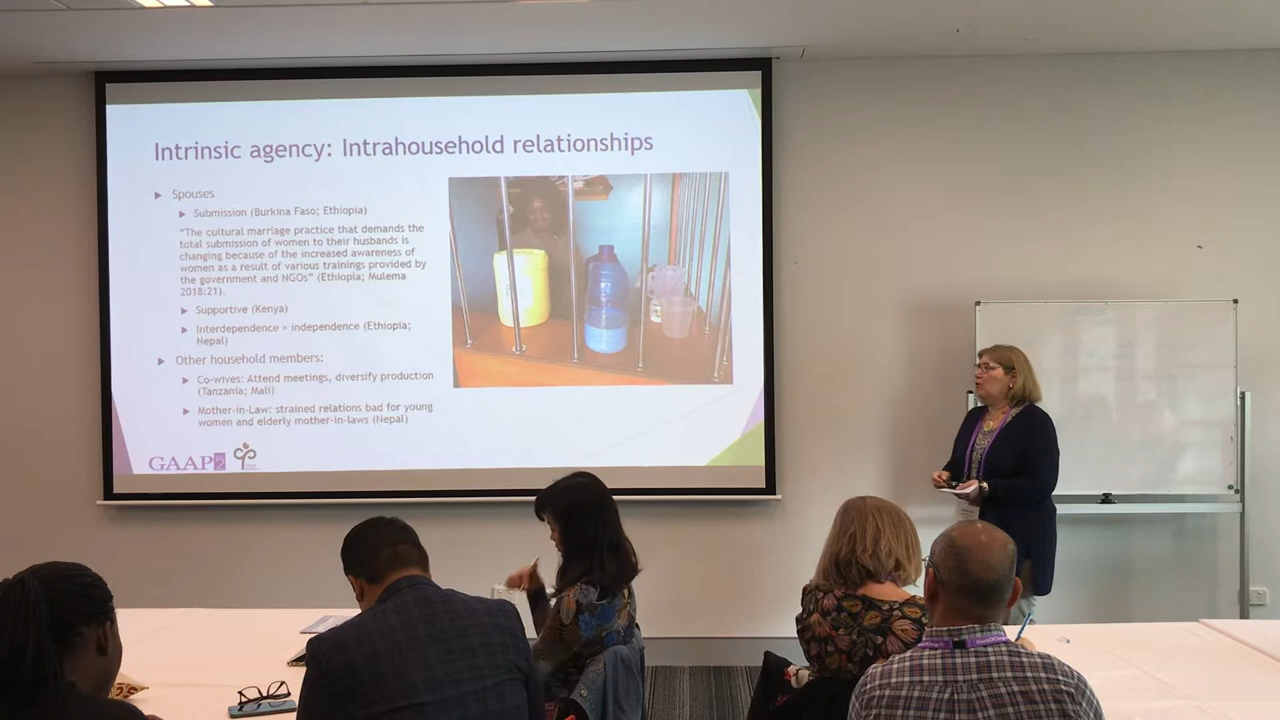 Intrinsic agency: Intrahousehold relationships
Spouses
Submission (Burkina Faso; Ethiopia)
"The cultural marriage practice that demands the
total submission of women to their husbands is
changing because of the increased awareness of
women as a result of various trainings provided by
the government and NGOs" (Ethiopia; Mulema
2018:21).
Supportive (Kenya)
Interdependence > independence (Ethiopia;
Nepal)
Other household members:
Co-wives: Attend meetings, diversify production
(Tanzania; Mali)
Mother-in-Law: strained relations bad for young
women and elderly mother-in-laws (Nepal)
GAAP2